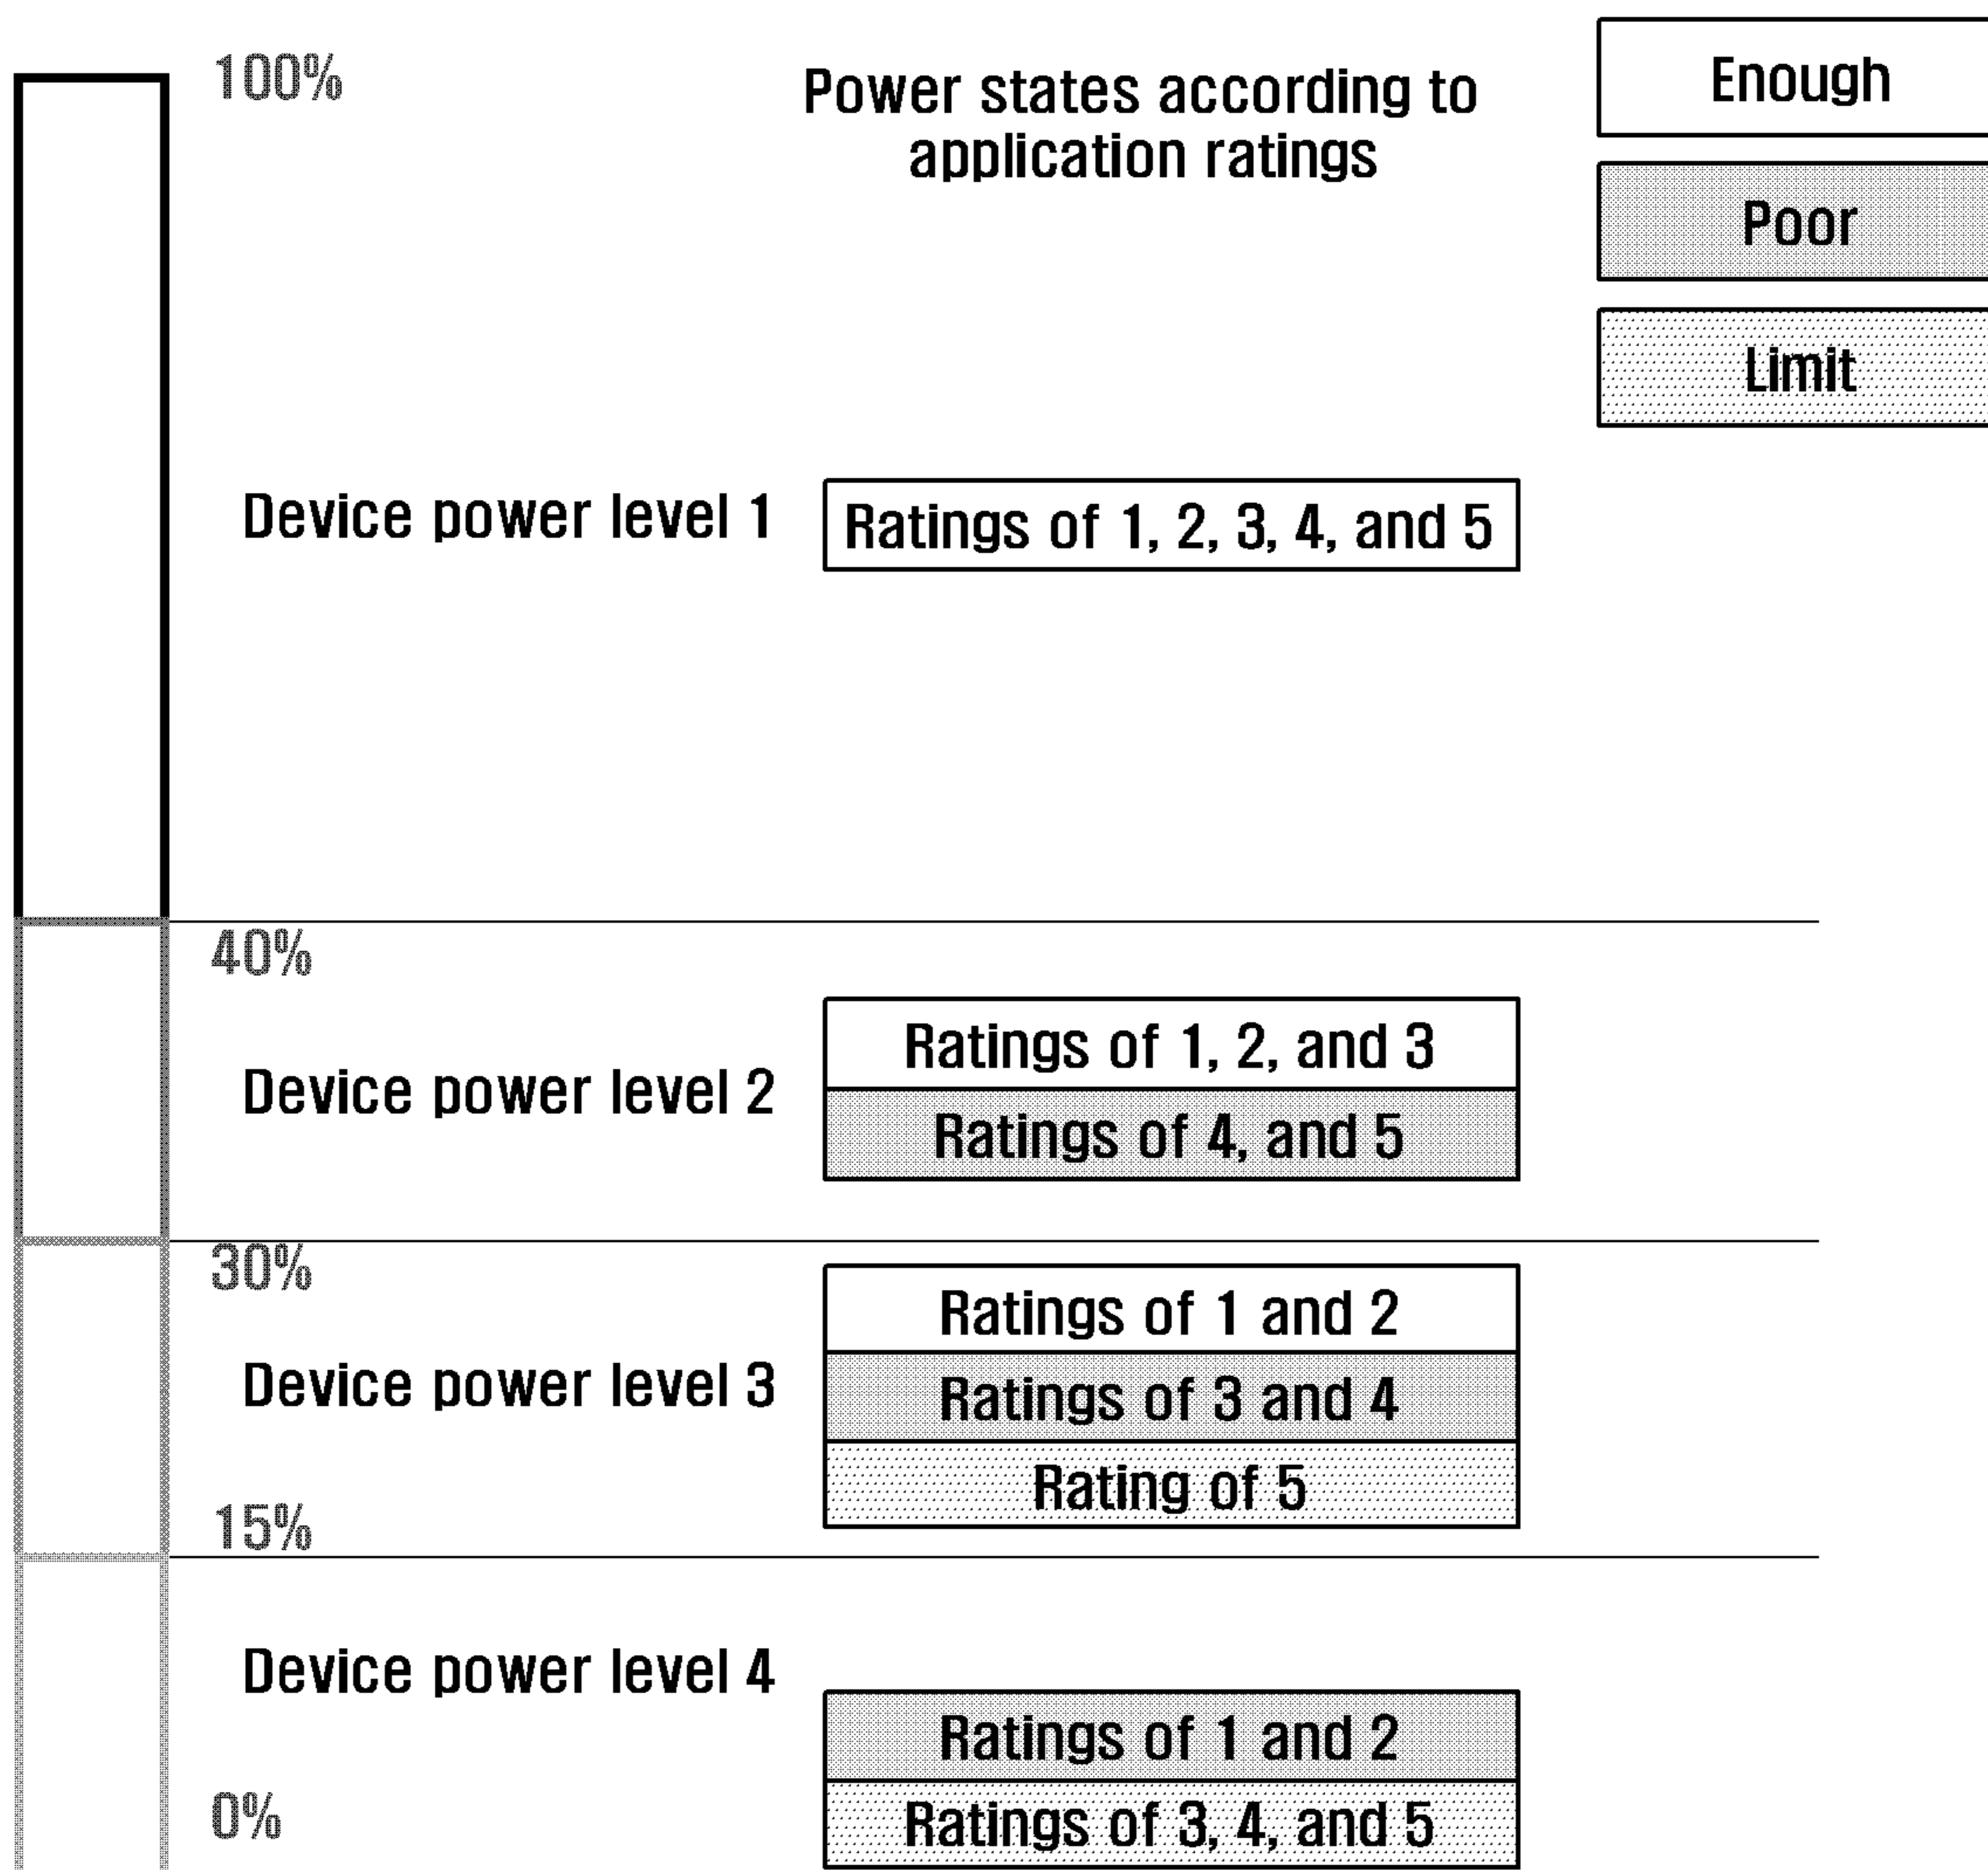 100%
Power states according to
application ratings
Enough
Poor
Limit
Device power level 1
Ratings of 1, 2, 3, 4, and 5
40%
Device power level 2
Ratings of 1, 2, and 3
Ratings of 4, and 5
30%
Device power level 3
Ratings of 1 and 2
Ratings of 3 and 4
Rating of 5
15%
Device power level 4
Ratings of 1 and 2
Ratings of 3, 4, and 5
0%